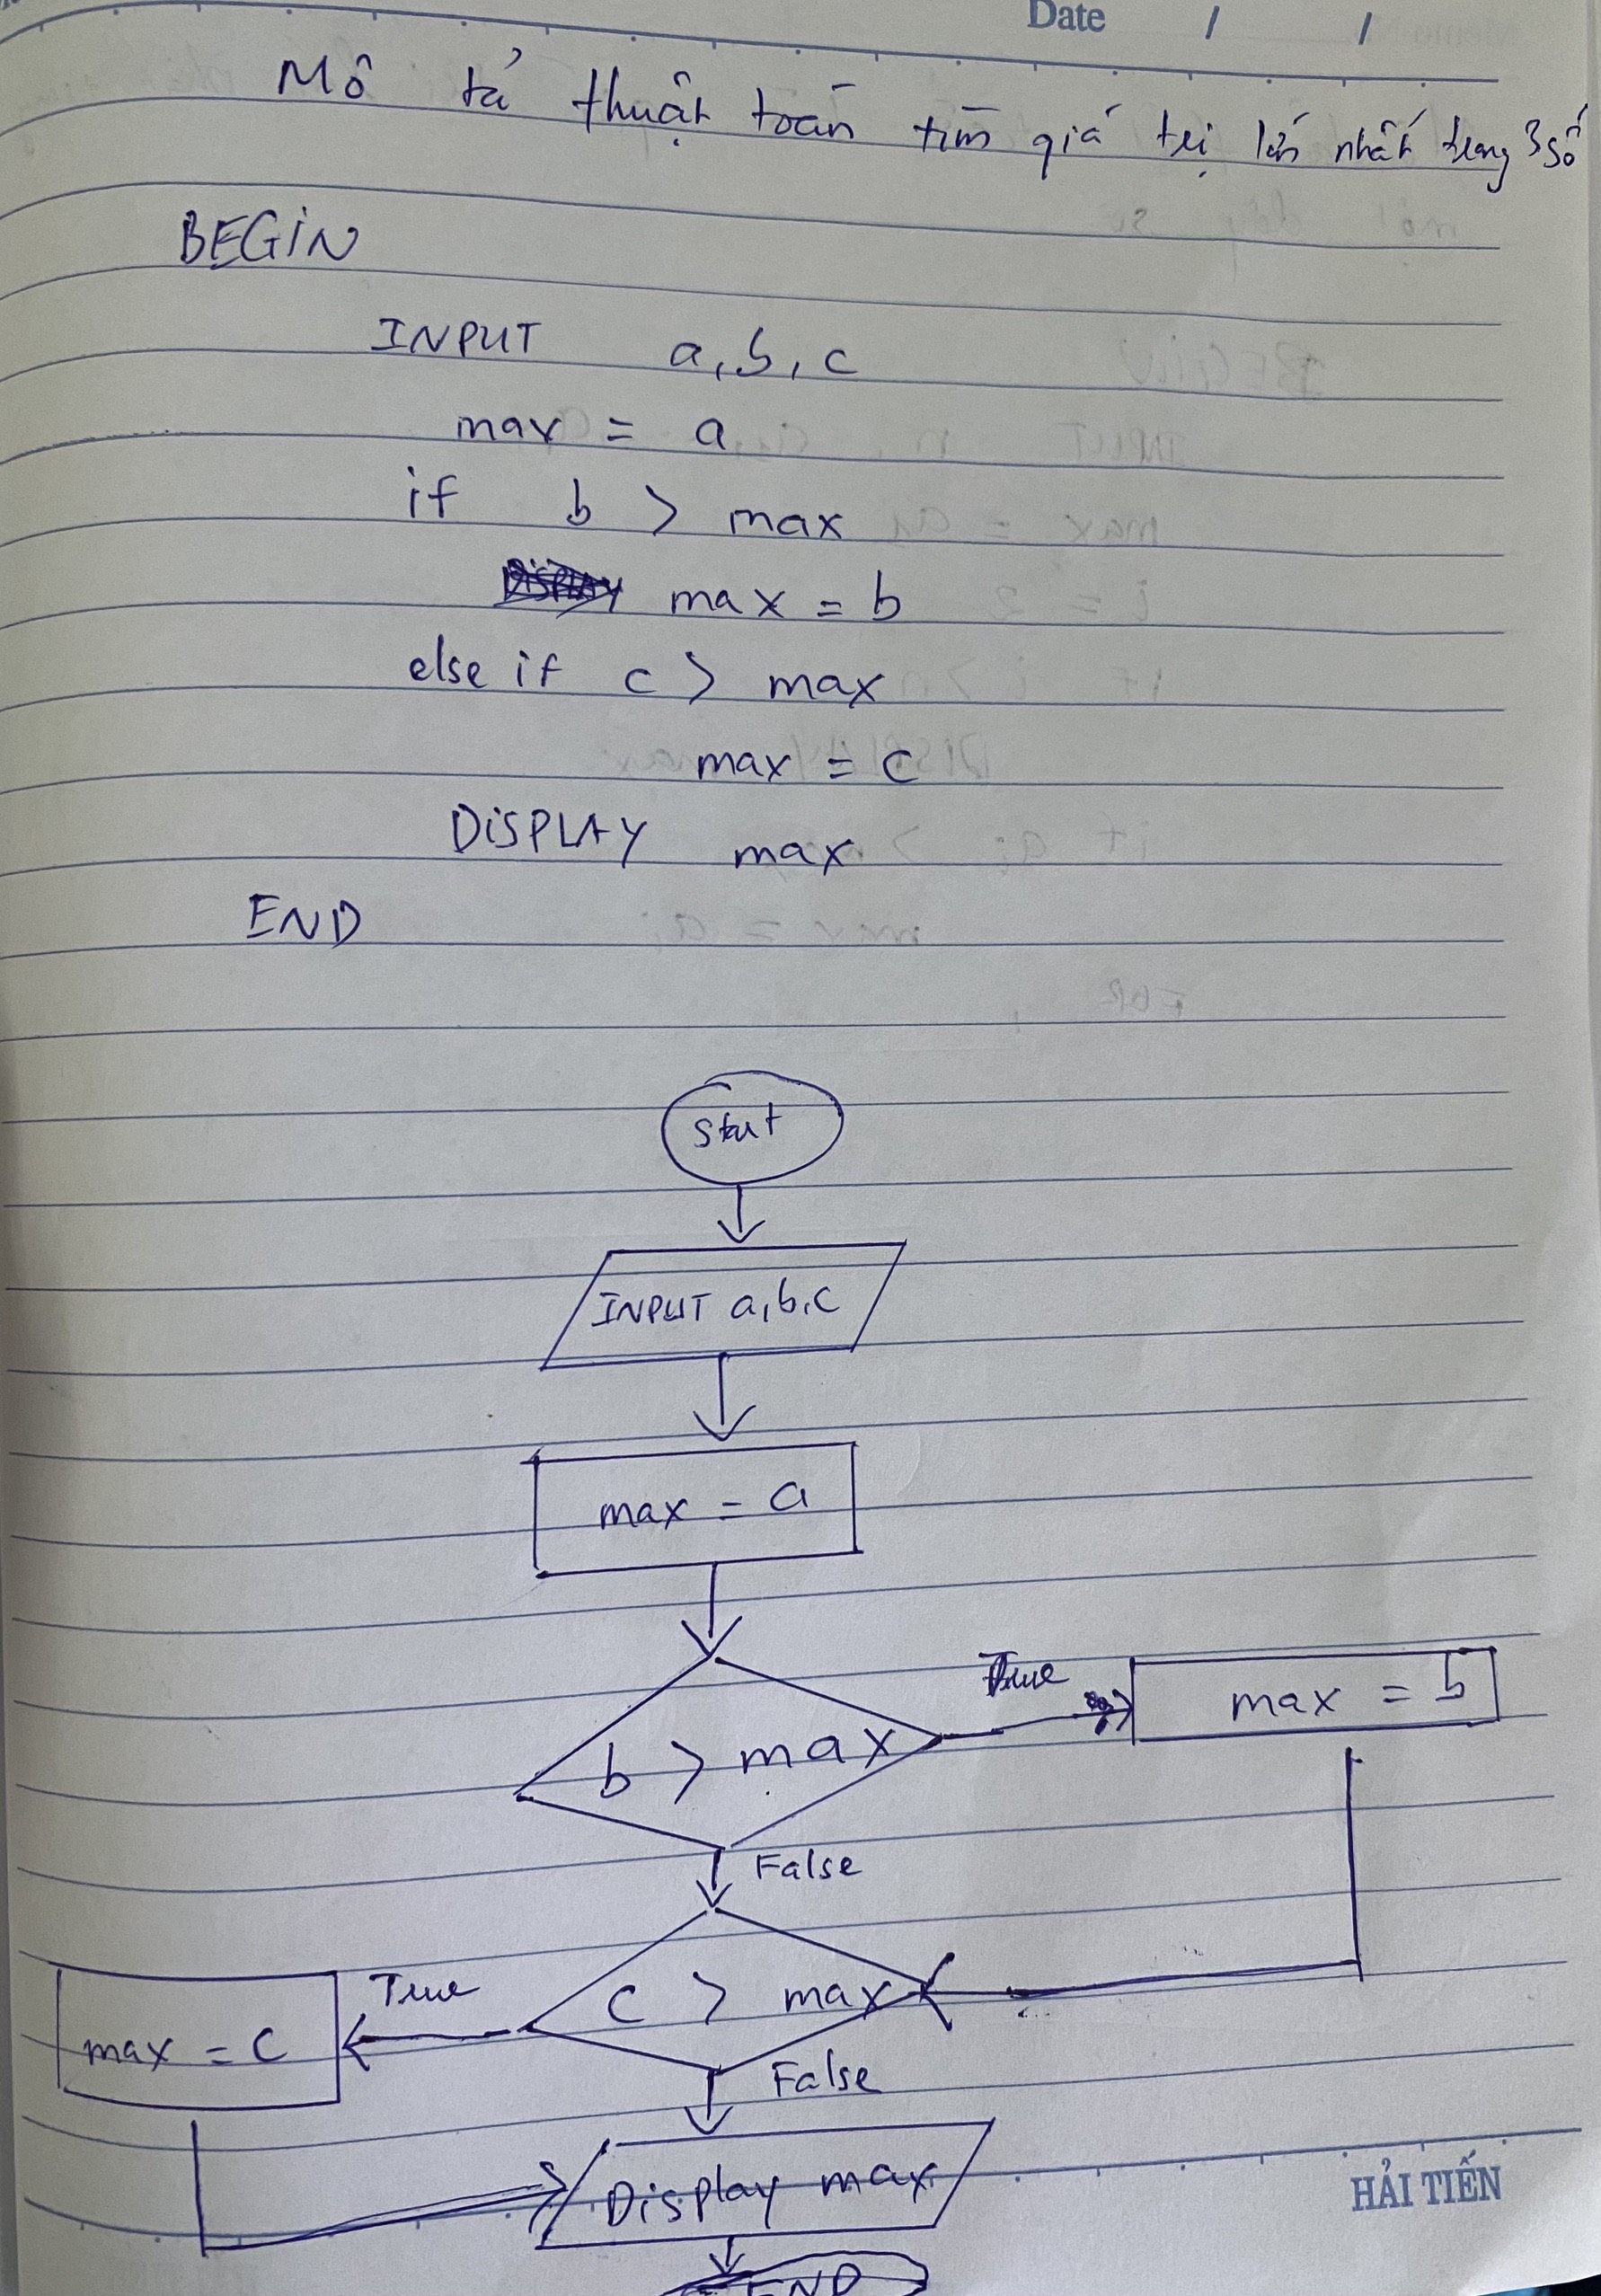 Date / /
Mô tả thuật toán tìm giá trị lớn nhất trong 3 số
BEGIN
INPUT a, b, c
max = a
if b > max
max = b
else if c > max
max = c
DISPLAY max
END
start
INPUT a, b, c
max = a
b > max
True
max = b
False
c > max
True
max = c
False
Display max
END
HẢI TIẾN